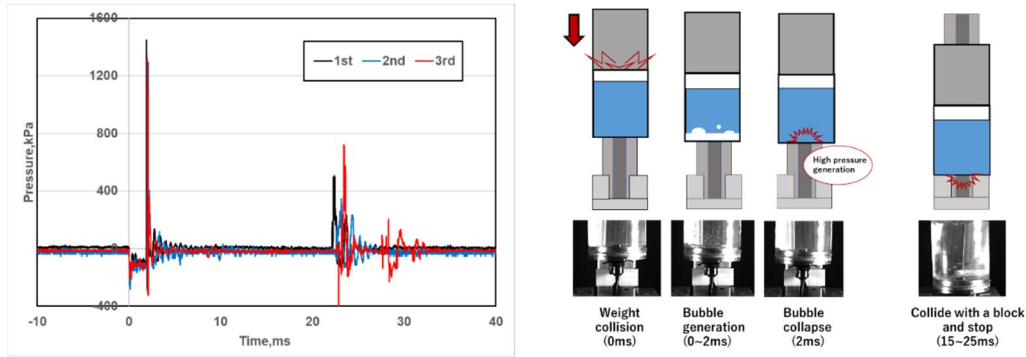 1600
1200
800
400
0
-400
-10
0
10
20
30
40
Pressure,kPa
Time,ms
1st
2nd
3rd
High pressure
generation
Weight
collision
(0ms)
Bubble
generation
(0~2ms)
Bubble
collapse
(2ms)
Collide with a block
and stop
(15~25ms)